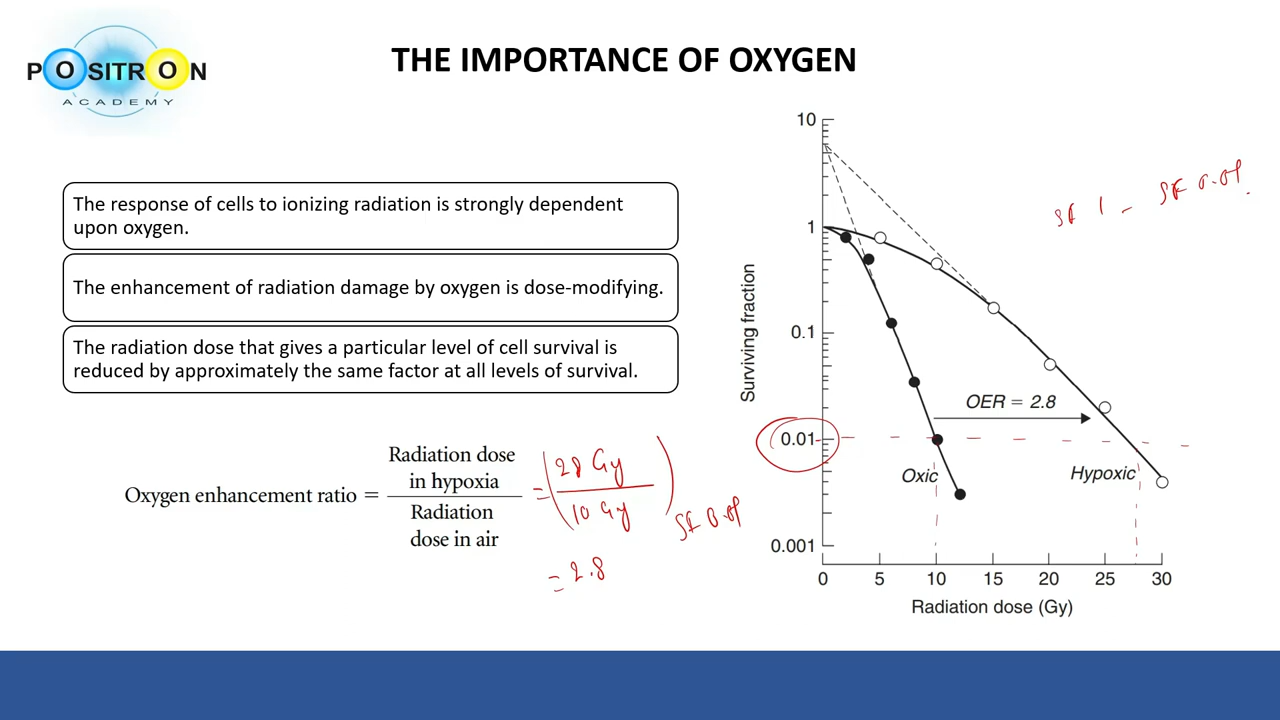 POSITRON
ACADEMY
THE IMPORTANCE OF OXYGEN
The response of cells to ionizing radiation is strongly dependent
upon oxygen.
The enhancement of radiation damage by oxygen is dose-modifying.
The radiation dose that gives a particular level of cell survival is
reduced by approximately the same factor at all levels of survival.
Oxygen enhancement ratio =
Radiation dose
in hypoxia
Radiation
dose in air
= ( 28 Gy
10 Gy )
SF 0.01
= 2.8
SF 1 - SF 0.01
Surviving fraction
10
1
0.1
0.01
0.001
OER = 2.8
Oxic
Hypoxic
0 5 10 15 20 25 30
Radiation dose (Gy)